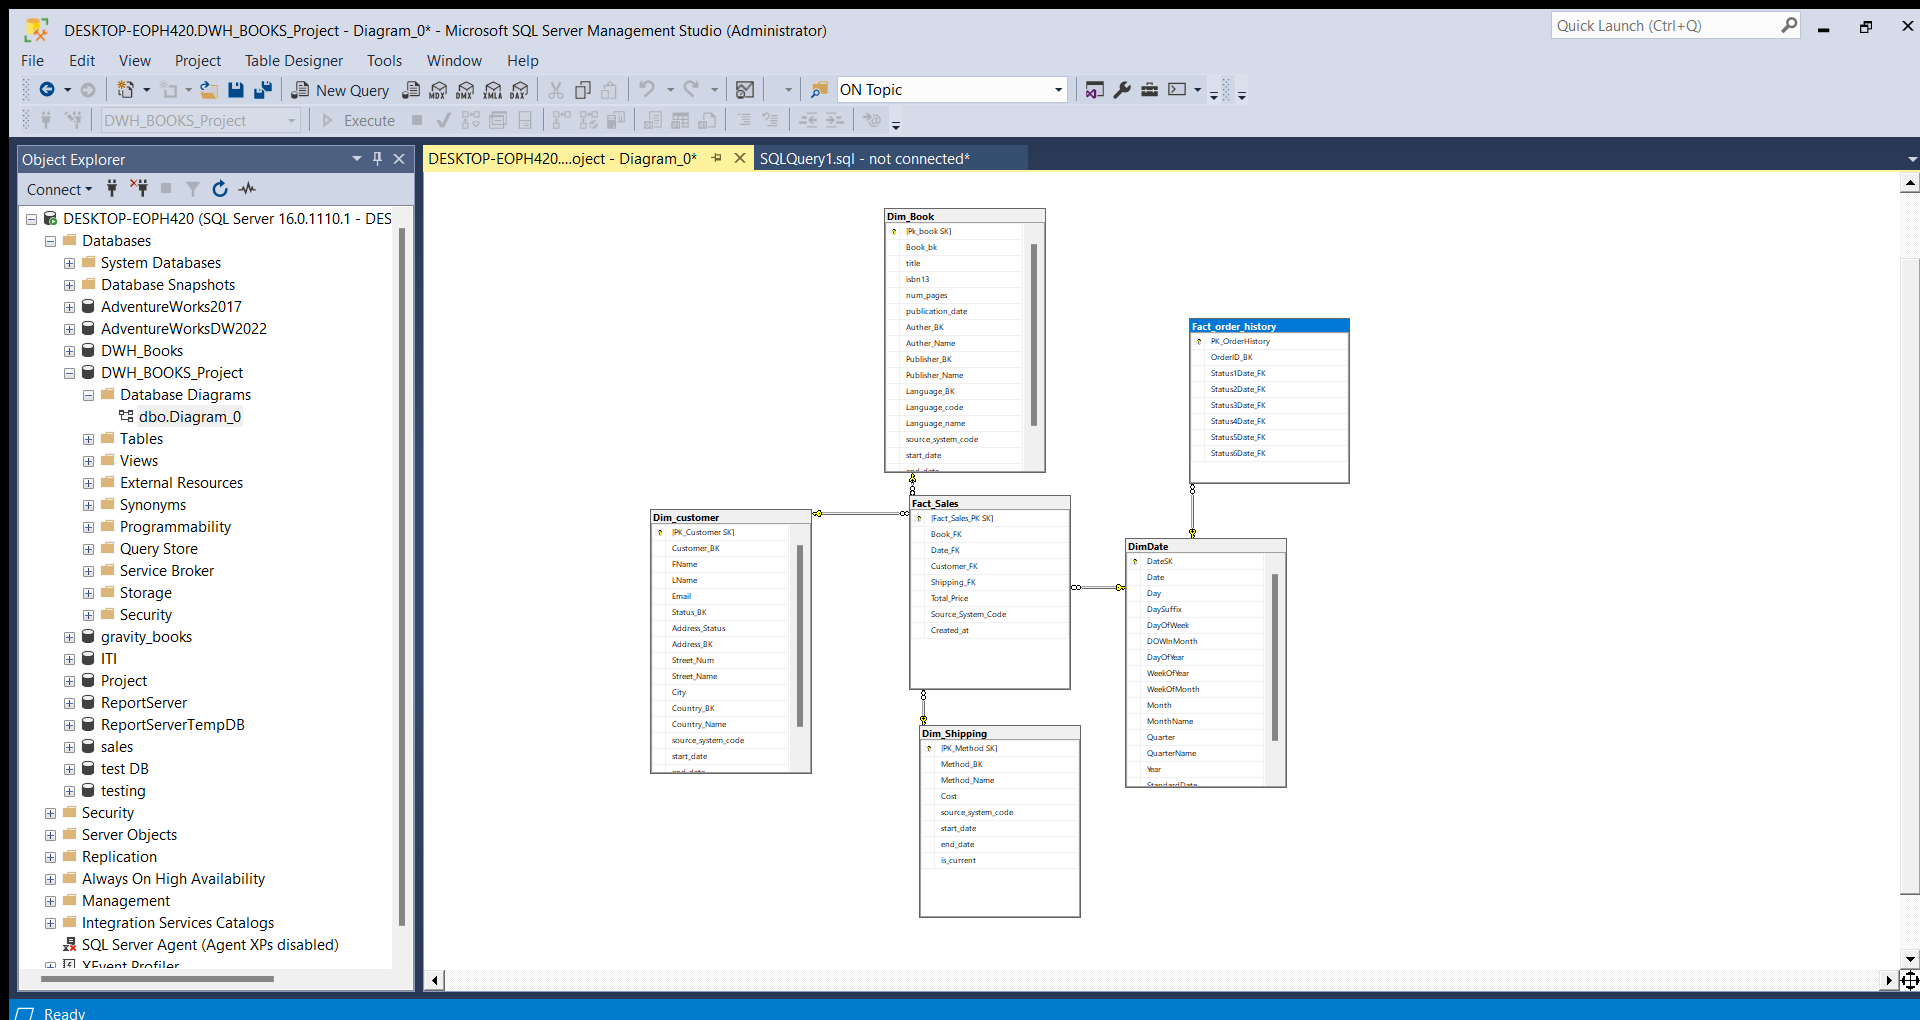 DESKTOP-EOPH420.DWH_BOOKS_Project - Diagram_0* - Microsoft SQL Server Management Studio (Administrator)
Quick Launch (Ctrl+Q)
File Edit View Project Table Designer Tools Window Help
New Query MDX DMX XMLA DAX ON Topic
DWH_BOOKS_Project Execute
Object Explorer
DESKTOP-EOPH420....oject - Diagram_0*
SQLQuery1.sql - not connected*
Connect
DESKTOP-EOPH420 (SQL Server 16.0.1110.1 - DES
Databases
System Databases
Database Snapshots
AdventureWorks2017
AdventureWorksDW2022
DWH_Books
DWH_BOOKS_Project
Database Diagrams
dbo.Diagram_0
Tables
Views
External Resources
Synonyms
Programmability
Query Store
Service Broker
Storage
Security
gravity_books
ITI
Project
ReportServer
ReportServerTempDB
sales
test DB
testing
Security
Server Objects
Replication
Always On High Availability
Management
Integration Services Catalogs
SQL Server Agent (Agent XPs disabled)
XEvent Profiler
Dim_Book
[Pk_book SK]
Book_bk
title
isbn13
num_pages
publication_date
Auther_BK
Auther_Name
Publisher_BK
Publisher_Name
Language_BK
Language_code
Language_name
source_system_code
start_date
end_date
Fact_order_history
PK_OrderHistory
OrderID_BK
Status1Date_FK
Status2Date_FK
Status3Date_FK
Status4Date_FK
Status5Date_FK
Status6Date_FK
Dim_customer
[PK_Customer SK]
Customer_BK
FName
LName
Email
Status_BK
Address_Status
Address_BK
Street_Num
Street_Name
City
Country_BK
Country_Name
source_system_code
start_date
end_date
Fact_Sales
[Fact_Sales_PK SK]
Book_FK
Date_FK
Customer_FK
Shipping_FK
Total_Price
Source_System_Code
Created_at
DimDate
DateSK
Date
Day
DaySuffix
DayOfWeek
DOWInMonth
DayOfYear
WeekOfYear
WeekOfMonth
Month
MonthName
Quarter
QuarterName
Year
StandardDate
Dim_Shipping
[PK_Method SK]
Method_BK
Method_Name
Cost
source_system_code
start_date
end_date
is_current
Ready